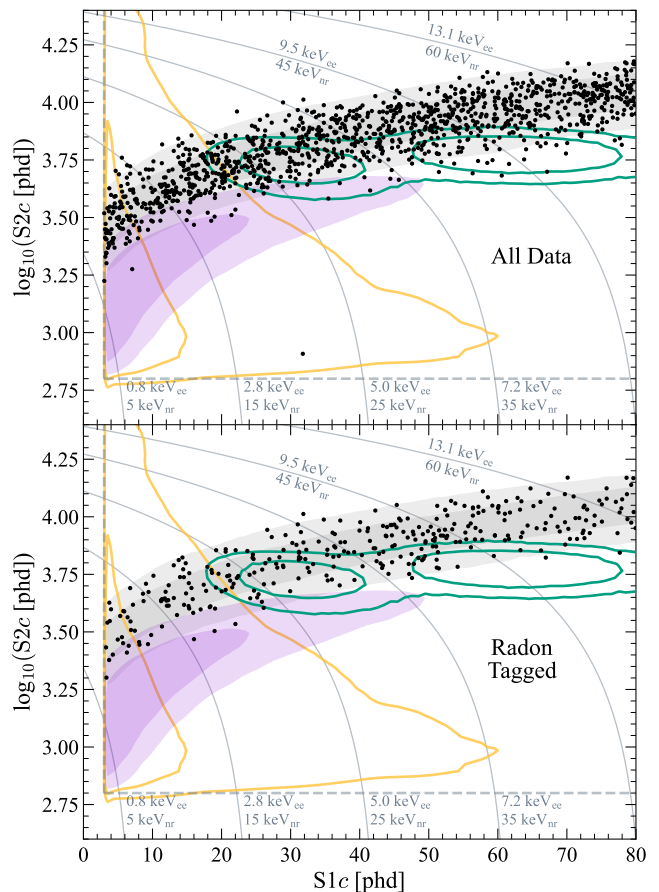 4.25
4.00
3.75
3.50
3.25
3.00
2.75
log₁₀(S2c [phd])
9.5 keVₑₑ
45 keVₙᵣ
13.1 keVₑₑ
60 keVₙᵣ
All Data
0.8 keVₑₑ
5 keVₙᵣ
2.8 keVₑₑ
15 keVₙᵣ
5.0 keVₑₑ
25 keVₙᵣ
7.2 keVₑₑ
35 keVₙᵣ
4.25
4.00
3.75
3.50
3.25
3.00
2.75
log₁₀(S2c [phd])
9.5 keVₑₑ
45 keVₙᵣ
13.1 keVₑₑ
60 keVₙᵣ
Radon
Tagged
0.8 keVₑₑ
5 keVₙᵣ
2.8 keVₑₑ
15 keVₙᵣ
5.0 keVₑₑ
25 keVₙᵣ
7.2 keVₑₑ
35 keVₙᵣ
0 10 20 30 40 50 60 70 80
S1c [phd]